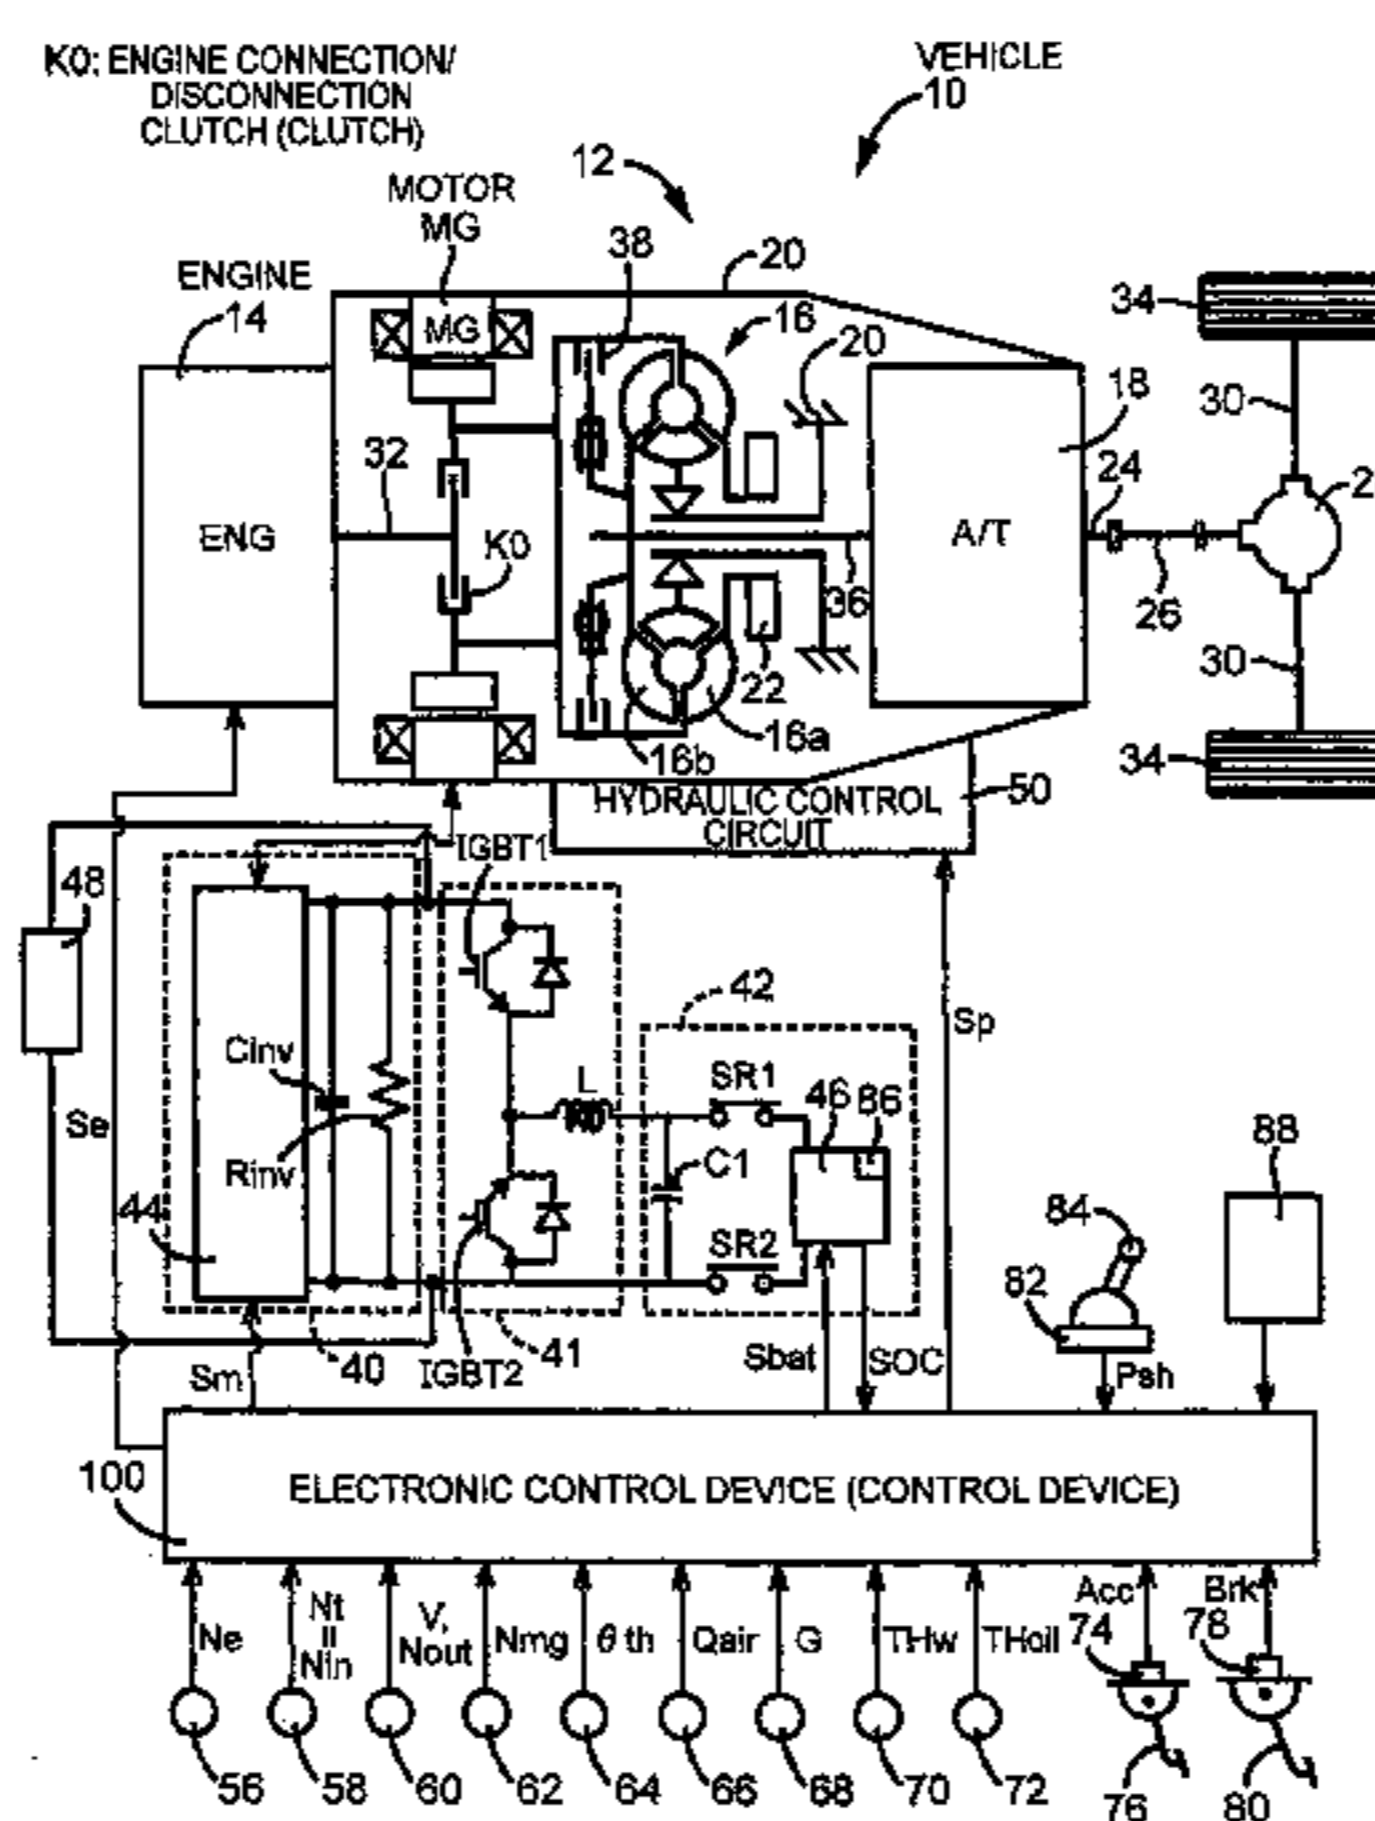 K0: ENGINE CONNECTION/
DISCONNECTION
CLUTCH (CLUTCH)
VEHICLE
10
12
MOTOR
MG
38
20
ENGINE
14
MG
16
20
34
18
30
32
24
ENG
K0
A/T
36
26
22
30
16b
16a
34
50
HYDRAULIC CONTROL
CIRCUIT
IGBT1
48
42
Sp
Cinv
L
SR1
46
86
Se
Rinv
C1
88
44
SR2
84
82
40
IGBT2
41
Sm
Sbat
SOC
Psh
100
ELECTRONIC CONTROL DEVICE (CONTROL DEVICE)
Ne
Nt
=
Nin
V,
Nout
Nmg
θth
Qair
G
THw
THoil
Acc
74
Brk
78
56
58
60
62
64
66
68
70
72
76
80